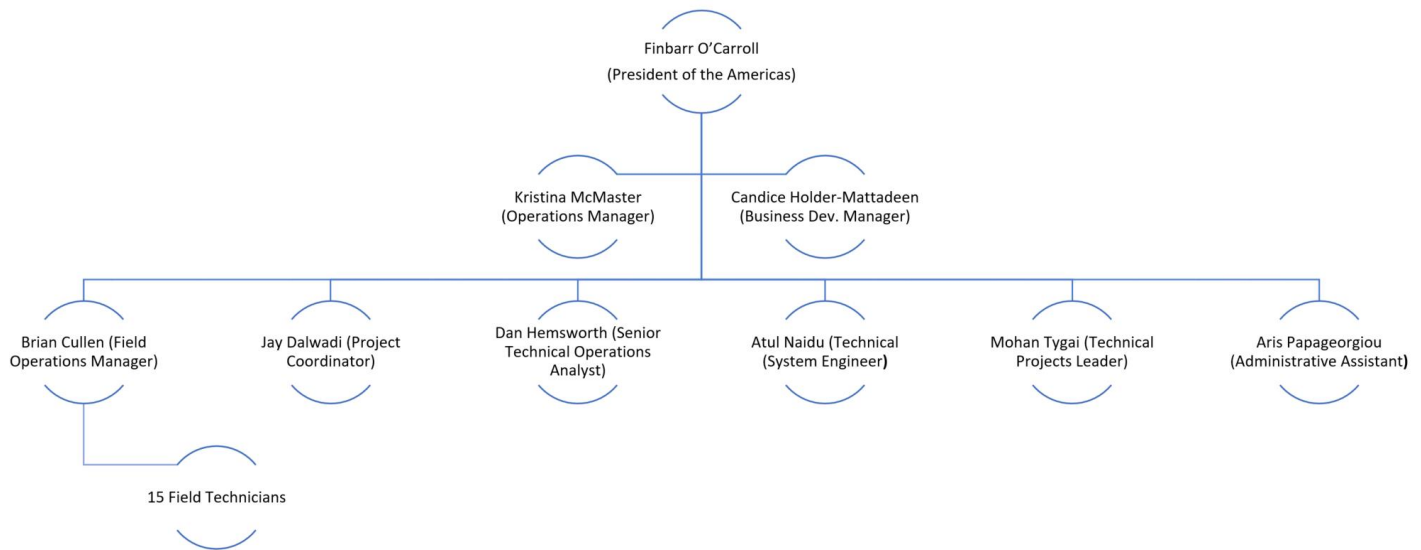 Finbarr O’Carroll
(President of the Americas)
Kristina McMaster
(Operations Manager)
Candice Holder-Mattadeen
(Business Dev. Manager)
Brian Cullen (Field
Operations Manager)
Jay Dalwadi (Project
Coordinator)
Dan Hemsworth (Senior
Technical Operations
Analyst)
Atul Naidu (Technical
(System Engineer)
Mohan Tygai (Technical
Projects Leader)
Aris Papageorgiou
(Administrative Assistant)
15 Field Technicians